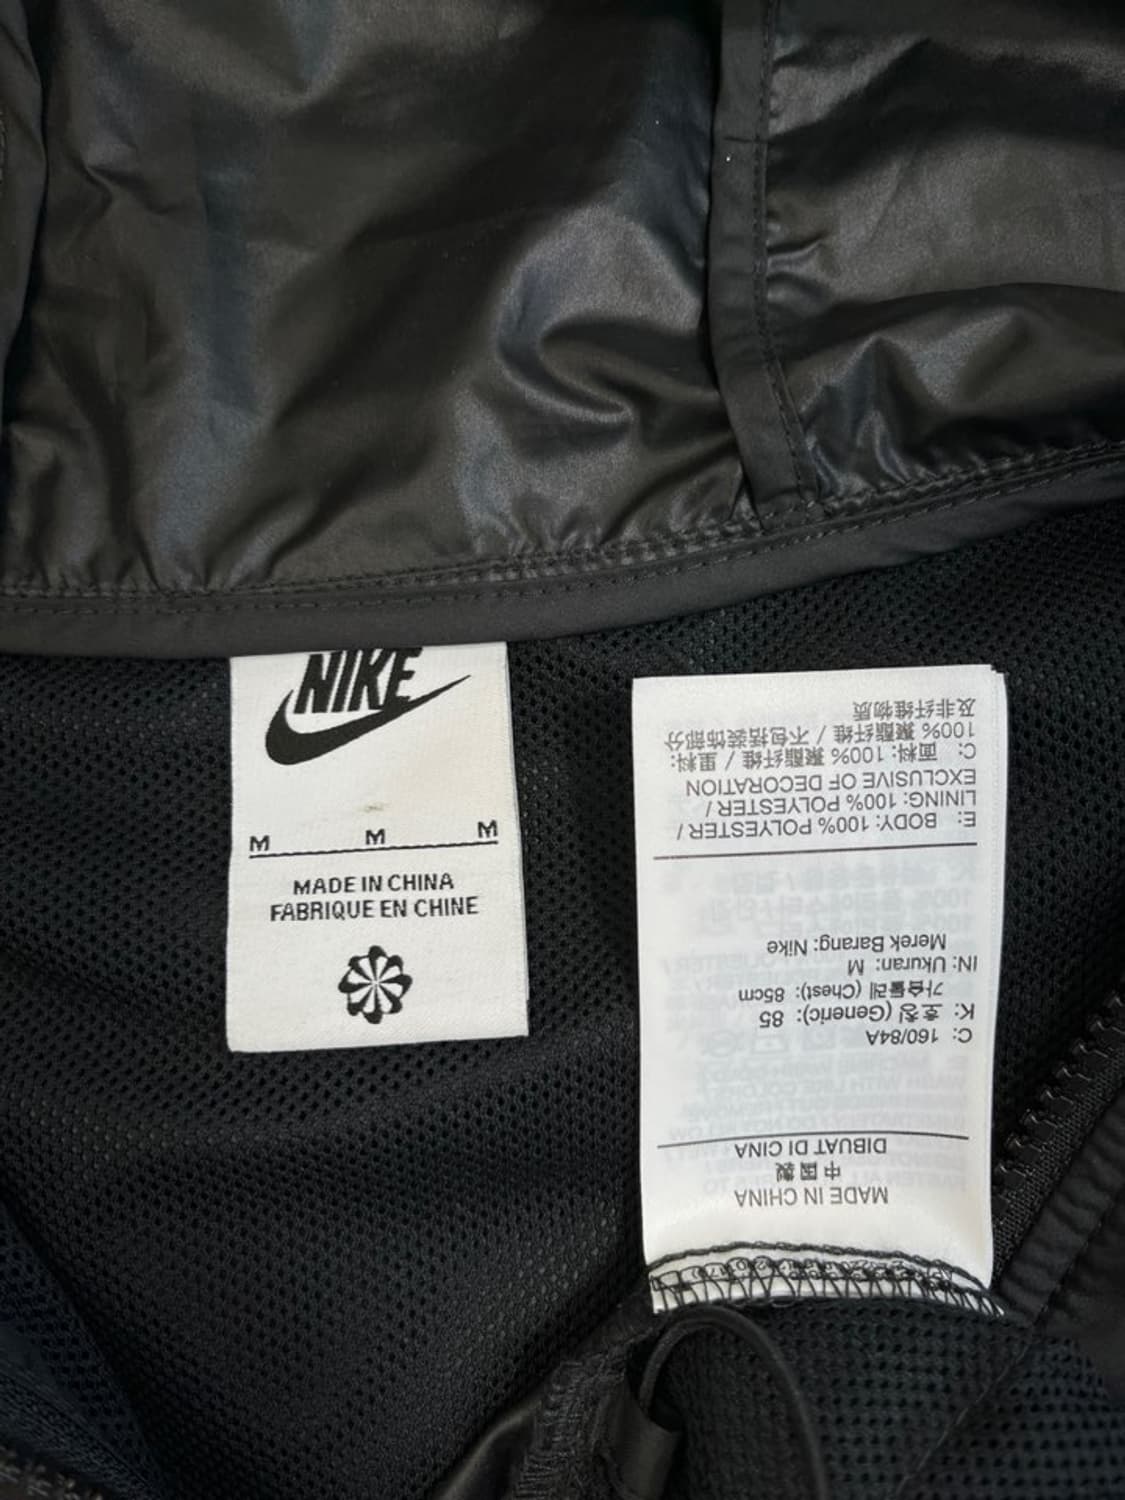 NIKE
M M M
MADE IN CHINA
FABRIQUE EN CHINE
MADE IN CHINA
中國製
DIBUAT DI CINA
C: 160/84A
K: 호칭 (Generic): 85
가슴둘레 (Chest): 85cm
IN: Ukuran: M
Merek Barang: Nike
E: BODY: 100% POLYESTER /
LINING: 100% POLYESTER /
EXCLUSIVE OF DECORATION
C: 面料: 100% 聚酯纤维 / 里料:
100% 聚酯纤维 / 不包括装饰部分
及非纤维物质